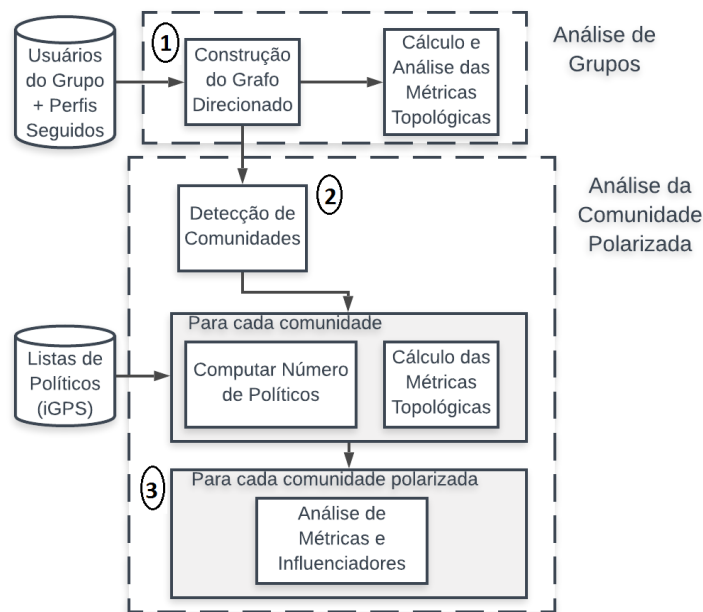 Usuários
do Grupo
+ Perfis
Seguidos
1
Construção
do Grafo
Direcionado
Cálculo e
Análise das
Métricas
Topológicas
Análise de
Grupos
2
Detecção de
Comunidades
Análise da
Comunidade
Polarizada
Listas de
Políticos
(iGPS)
Para cada comunidade
Computar Número
de Políticos
Cálculo das
Métricas
Topológicas
3
Para cada comunidade polarizada
Análise de
Métricas e
Influenciadores